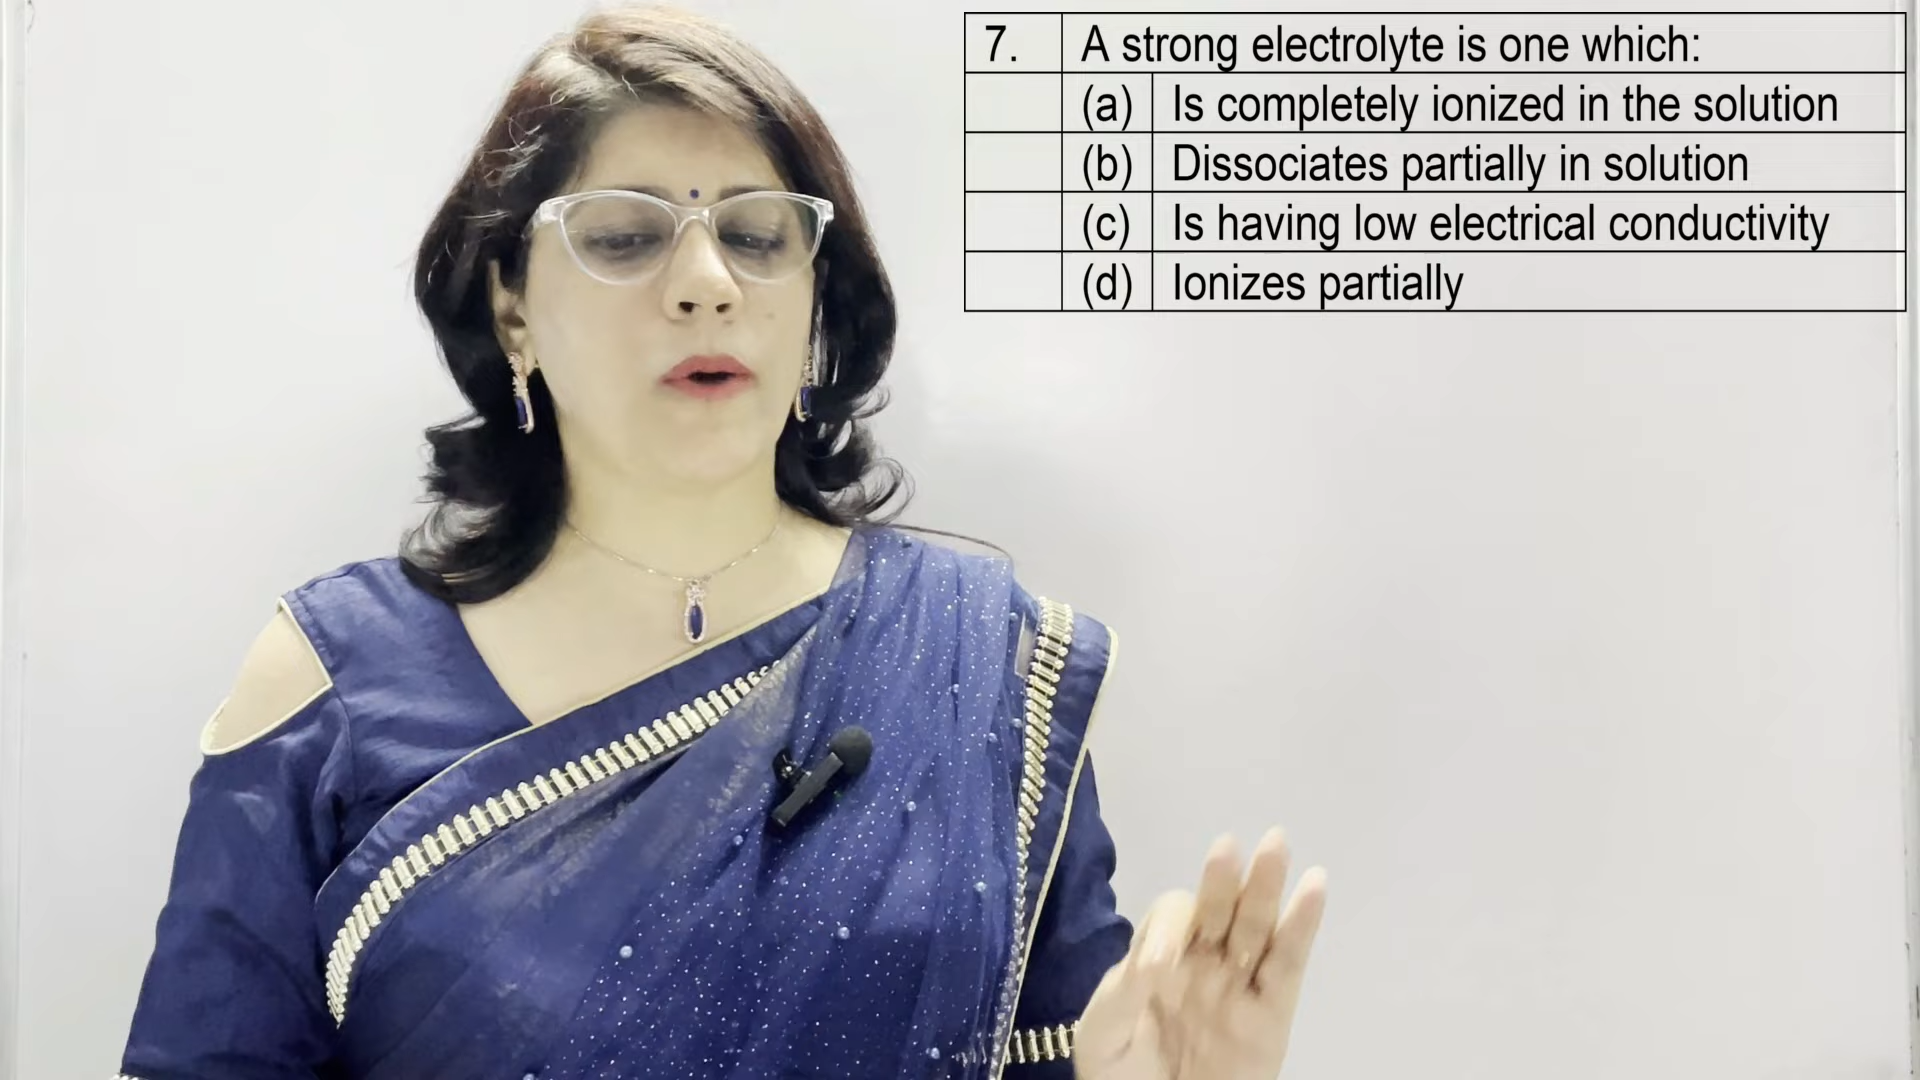 7. A strong electrolyte is one which:
(a) Is completely ionized in the solution
(b) Dissociates partially in solution
(c) Is having low electrical conductivity
(d) Ionizes partially